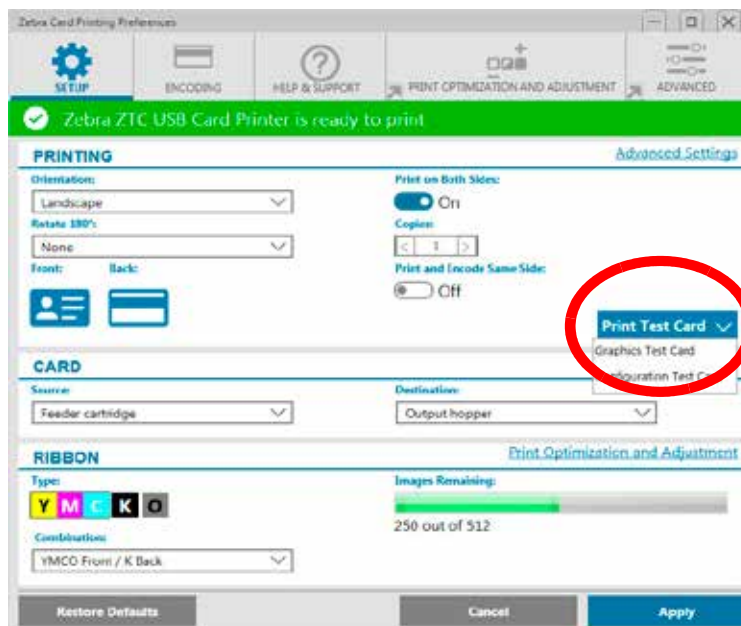 Zebra Card Printing Preferences
SETUP
ENCODING
HELP & SUPPORT
PRINT OPTIMIZATION AND ADJUSTMENT
ADVANCED
Zebra ZTC USB Card Printer is ready to print
PRINTING
Advanced Settings
Orientation:
Landscape
Print on Both Sides:
On
Rotate 180°:
None
Copies:
< 1 >
Front: Back:
Print and Encode Same Side:
Off
Print Test Card
Graphics Test Card
Configuration Test Card
CARD
Source:
Feeder cartridge
Destination:
Output hopper
RIBBON
Print Optimization and Adjustment
Type:
Y M C K O
Images Remaining:
250 out of 512
Combination:
YMCO Front / K Back
Restore Defaults
Cancel
Apply